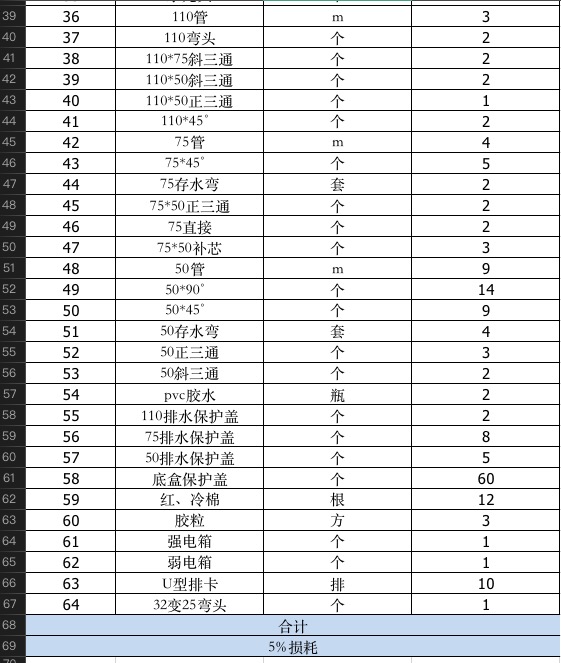 39 36 110管 m 3
40 37 110弯头 个 2
41 38 110*75斜三通 个 2
42 39 110*50斜三通 个 2
43 40 110*50正三通 个 1
44 41 110*45° 个 2
45 42 75管 m 4
46 43 75*45° 个 5
47 44 75存水弯 套 2
48 45 75*50正三通 个 2
49 46 75直接 个 2
50 47 75*50补芯 个 3
51 48 50管 m 9
52 49 50*90° 个 14
53 50 50*45° 个 9
54 51 50存水弯 套 4
55 52 50正三通 个 3
56 53 50斜三通 个 2
57 54 pvc胶水 瓶 2
58 55 110排水保护盖 个 2
59 56 75排水保护盖 个 8
60 57 50排水保护盖 个 5
61 58 底盒保护盖 个 60
62 59 红、冷棉 根 12
63 60 胶粒 方 3
64 61 强电箱 个 1
65 62 弱电箱 个 1
66 63 U型排卡 排 10
67 64 32变25弯头 个 1
68 合计
69 5%损耗